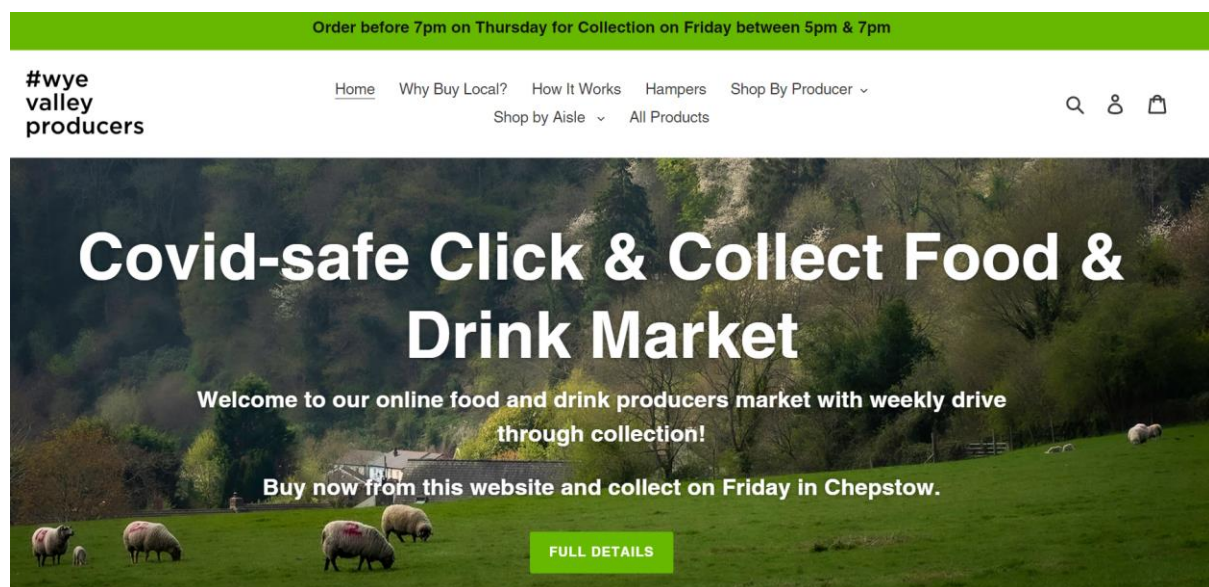 Order before 7pm on Thursday for Collection on Friday between 5pm & 7pm
#wye
valley
producers
Home Why Buy Local? How It Works Hampers Shop By Producer
Shop by Aisle All Products
Covid-safe Click & Collect Food &
Drink Market
Welcome to our online food and drink producers market with weekly drive
through collection!
Buy now from this website and collect on Friday in Chepstow.
FULL DETAILS